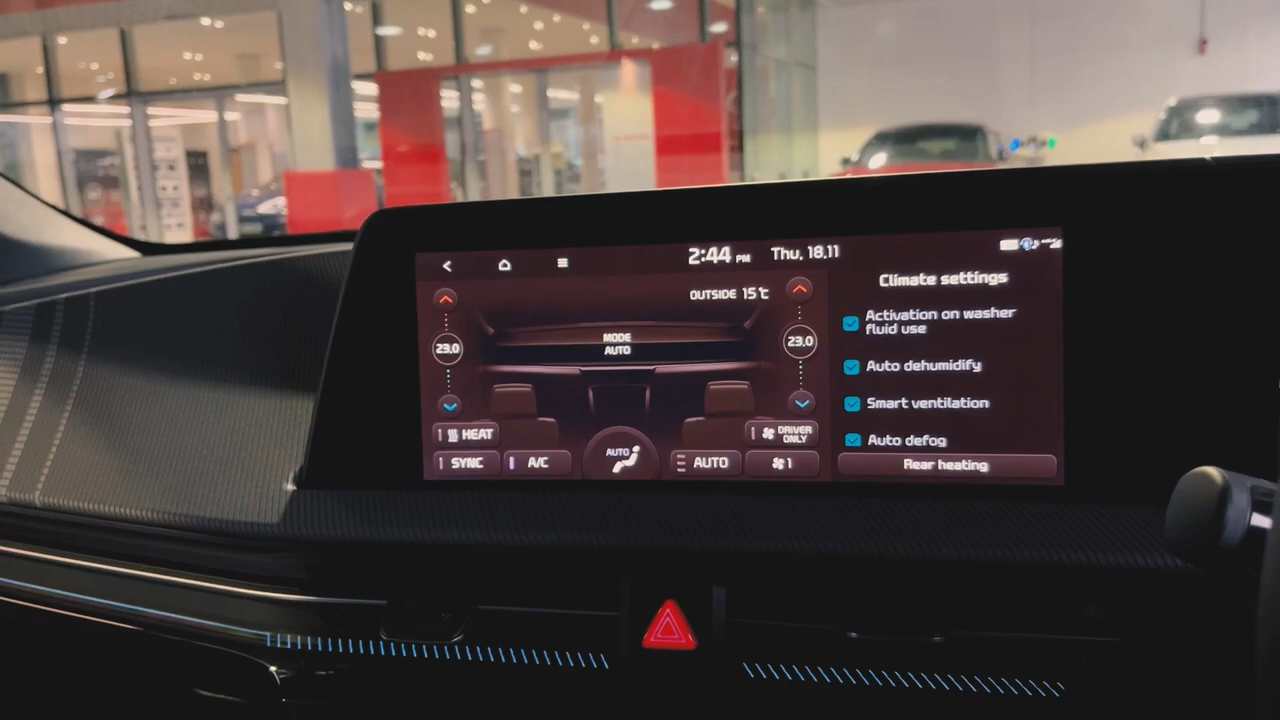 2:44 PM Thu, 18.11
OUTSIDE 15℃
MODE
AUTO
23.0
23.0
HEAT
SYNC
A/C
AUTO
DRIVER
ONLY
AUTO
1
Climate settings
Activation on washer
fluid use
Auto dehumidify
Smart ventilation
Auto defog
Rear heating